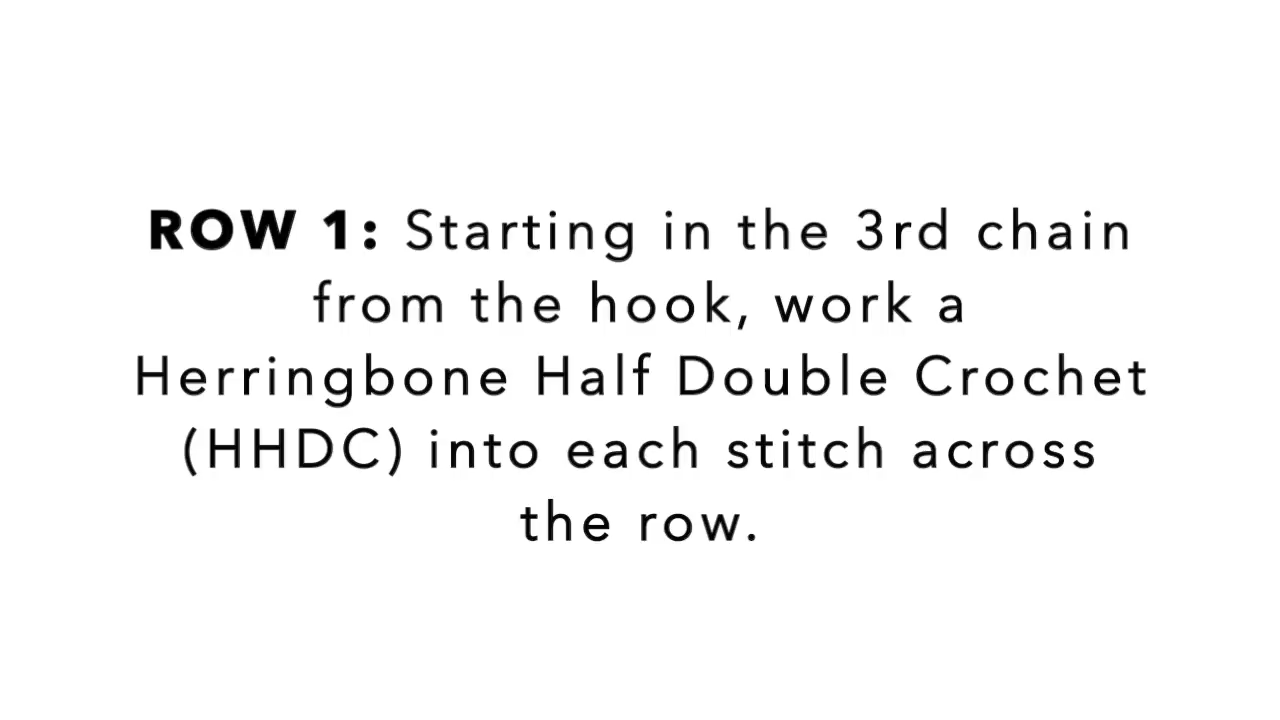 ROW 1: Starting in the 3rd chain
from the hook, work a
Herringbone Half Double Crochet
(HHDC) into each stitch across
the row.